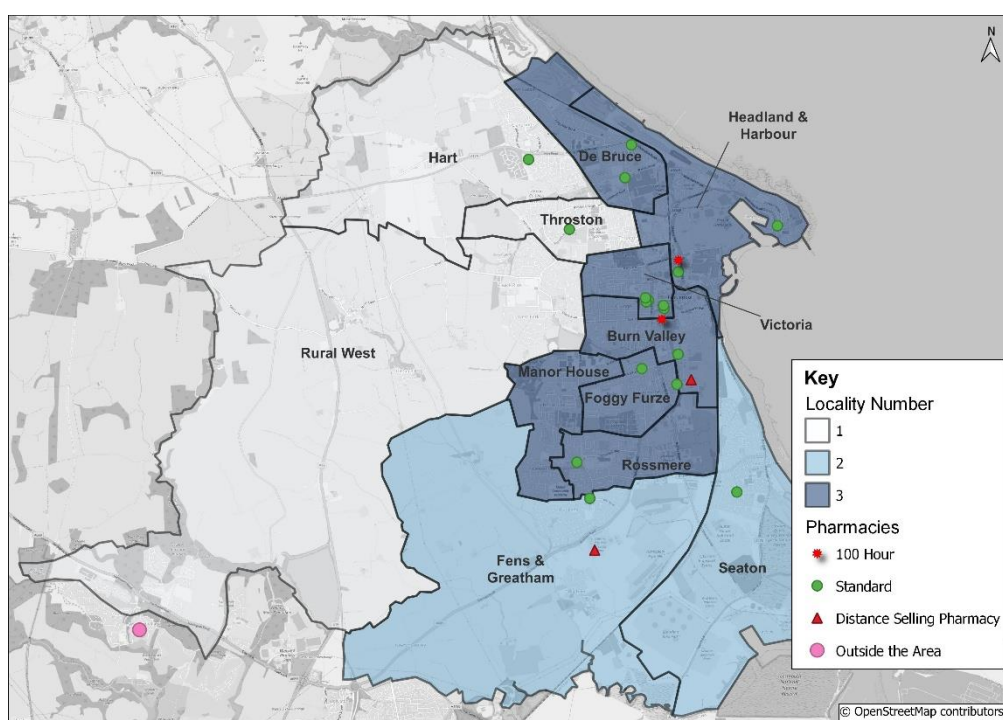 N
Headland &
Harbour
De Bruce
Hart
Throston
Victoria
Burn Valley
Rural West
Manor House
Foggy Furze
Rossmere
Fens &
Greatham
Seaton
Key
Locality Number
1
2
3
Pharmacies
100 Hour
Standard
Distance Selling Pharmacy
Outside the Area
© OpenStreetMap contributors